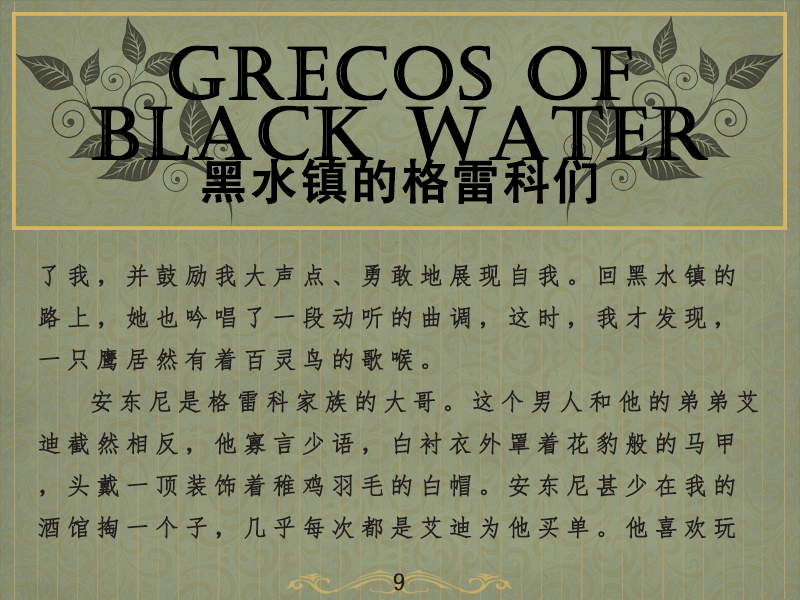 GRECOS OF
BLACK WATER
黑水镇的格雷科们
了我，并鼓励我大声点、勇敢地展现自我。回黑水镇的
路上，她也吟唱了一段动听的曲调，这时，我才发现，
一只鹰居然有着百灵鸟的歌喉。
安东尼是格雷科家族的大哥。这个男人和他的弟弟艾
迪截然相反，他寡言少语，白衬衣外罩着花豹般的马甲
，头戴一顶装饰着稚鸡羽毛的白帽。安东尼甚少在我的
酒馆掏一个子，几乎每次都是艾迪为他买单。他喜欢玩
9